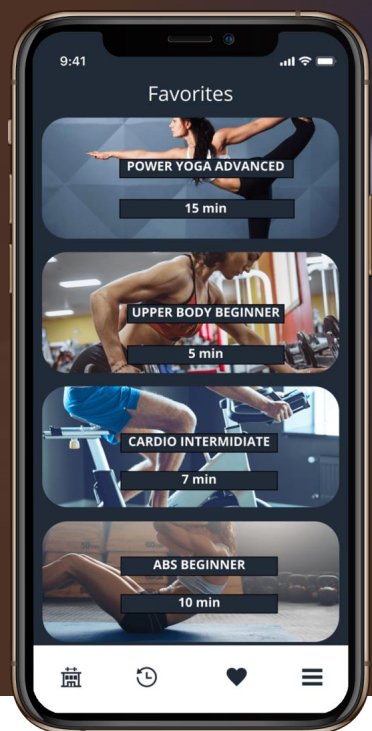 9:41
Favorites
POWER YOGA ADVANCED
15 min
UPPER BODY BEGINNER
5 min
CARDIO INTERMIDIATE
7 min
ABS BEGINNER
10 min